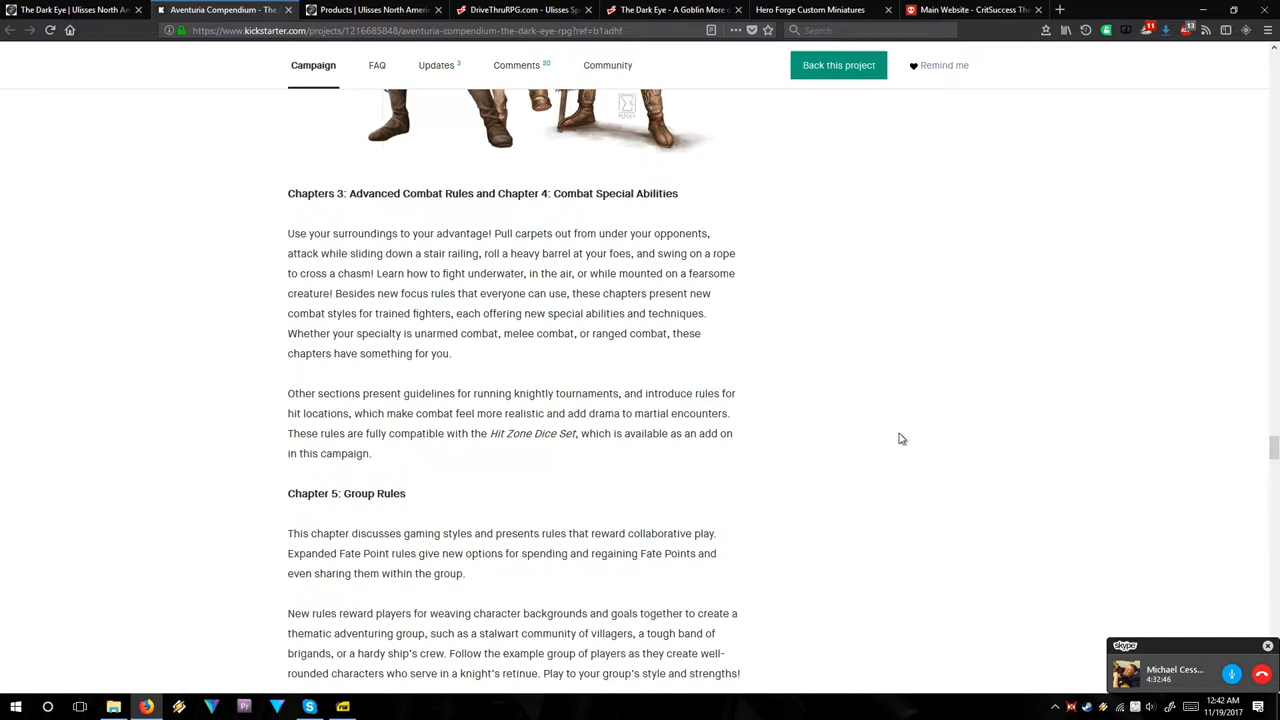 The Dark Eye | Ulisses North Am
Aventuria Compendium - The
Products | Ulisses North Americ
DriveThruRPG.com - Ulisses Sp
The Dark Eye - A Goblin More o
Hero Forge Custom Miniatures
Main Website – CritSuccess Th
https://www.kickstarter.com/projects/1216685848/aventuria-compendium-the-dark-eye-rpg?ref=b1adhf
Search
11
13
Campaign
FAQ
Updates 3
Comments 20
Community
Back this project
Remind me
Chapters 3: Advanced Combat Rules and Chapter 4: Combat Special Abilities
Use your surroundings to your advantage! Pull carpets out from under your opponents,
attack while sliding down a stair railing, roll a heavy barrel at your foes, and swing on a rope
to cross a chasm! Learn how to fight underwater, in the air, or while mounted on a fearsome
creature! Besides new focus rules that everyone can use, these chapters present new
combat styles for trained fighters, each offering new special abilities and techniques.
Whether your specialty is unarmed combat, melee combat, or ranged combat, these
chapters have something for you.
Other sections present guidelines for running knightly tournaments, and introduce rules for
hit locations, which make combat feel more realistic and add drama to martial encounters.
These rules are fully compatible with the Hit Zone Dice Set, which is available as an add on
in this campaign.
Chapter 5: Group Rules
This chapter discusses gaming styles and presents rules that reward collaborative play.
Expanded Fate Point rules give new options for spending and regaining Fate Points and
even sharing them within the group.
New rules reward players for weaving character backgrounds and goals together to create a
thematic adventuring group, such as a stalwart community of villagers, a tough band of
brigands, or a hardy ship's crew. Follow the example group of players as they create well-
rounded characters who serve in a knight's retinue. Play to your group's style and strengths!
skype
Michael Cess...
4:32:46
12:42 AM
11/19/2017